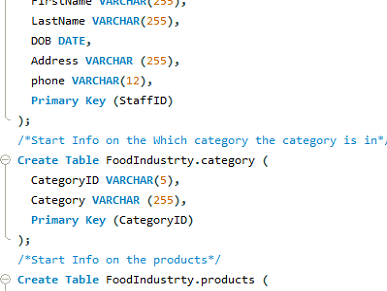 FirstName VARCHAR(255),
LastName VARCHAR(255),
DOB DATE,
Address VARCHAR (255),
phone VARCHAR(12),
Primary Key (StaffID)
);
/*Start Info on the Which category the category is in*/
Create Table FoodIndustrty.category (
CategoryID VARCHAR(5),
Category VARCHAR (255),
Primary Key (CategoryID)
);
/*Start Info on the products*/
Create Table FoodIndustrty.products (